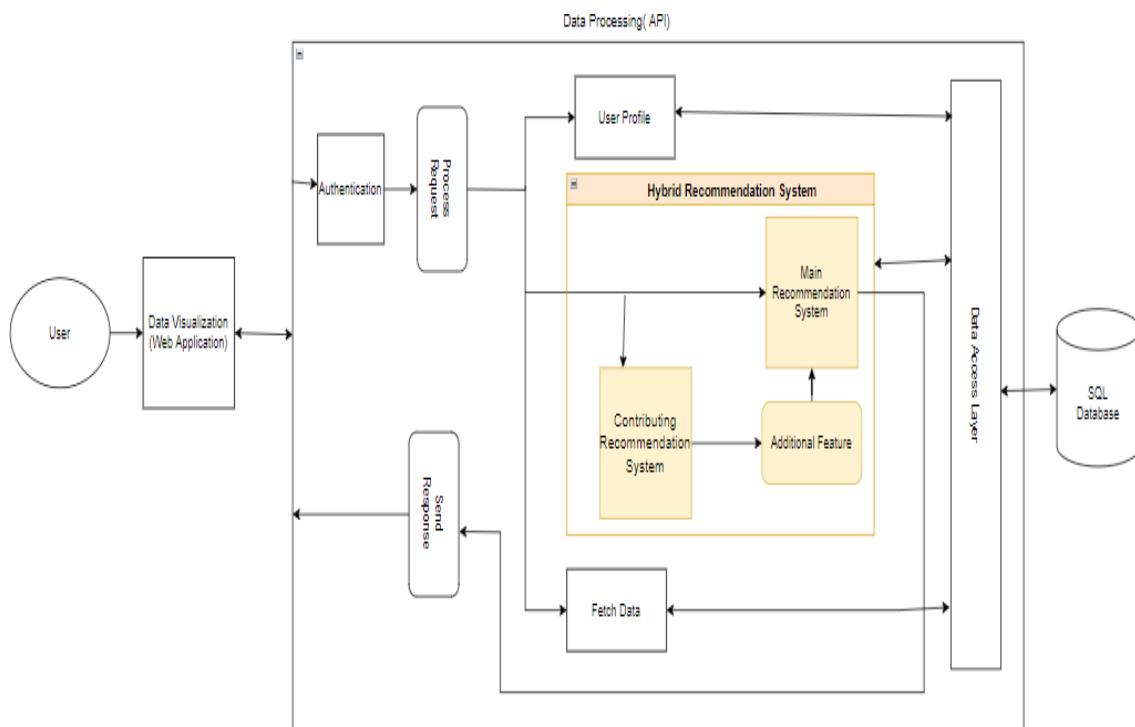 Data Processing( API)
User Profile
Authentication
Process
Request
Hybrid Recommendation System
Main
Recommendation
System
User
Data Visualization
(Web Application)
Data Access Layer
SQL
Database
Contributing
Recommendation
System
Additional Feature
Send
Response
Fetch Data